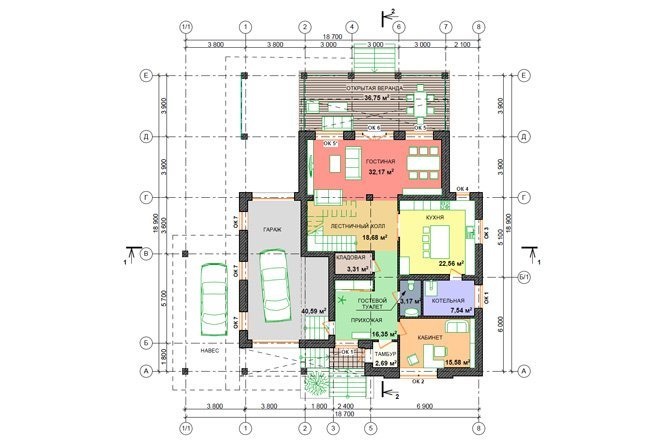 2
1/1
1
2
4
6
7
8
18 700
3 800
3 800
3 000
3 000
3 000
2 100
Е
Е
ОТКРЫТАЯ ВЕРАНДА
36,75 м²
3 900
3 900
Д
ОК 5'
ОК 6
ОК 5
Д
ГОСТИНАЯ
32,17 м²
3 900
3 900
ОК 4
Г
Г
ОК 7
ГАРАЖ
ЛЕСТНИЧНЫЙ ХОЛЛ
18,68 м²
КУХНЯ
ОК 3
18 900
3 600
5 100
18 900
1
В
ОК 7
КЛАДОВАЯ
3,31 м²
22,56 м²
1
Б/1
5 700
40,59 м²
ГОСТЕВОЙ
ТУАЛЕТ
3,17 м²
КОТЕЛЬНАЯ
7,54 м²
ОК 1
ПРИХОЖАЯ
16,35 м²
6 000
ОК 7
КАБИНЕТ
15,58 м²
Б
НАВЕС
ОК 1
ТАМБУР
2,69 м²
1 800
А
ОК 2
А
2
3 800
3 800
1 800
2 400
6 900
18 700
1/1
1
2
3
5
8